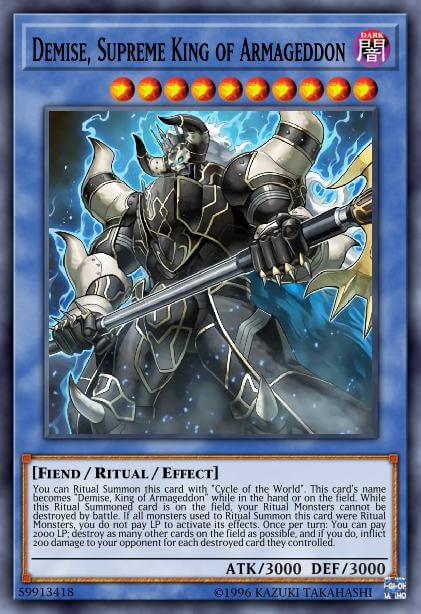 DEMISE, SUPREME KING OF ARMAGEDDON
DARK
闇
[FIEND / RITUAL / EFFECT]
You can Ritual Summon this card with "Cycle of the World". This card's name
becomes "Demise, King of Armageddon" while in the hand or on the field. While
this Ritual Summoned card is on the field, your Ritual Monsters cannot be
destroyed by battle. If all monsters used to Ritual Summon this card were Ritual
Monsters, you do not pay LP to activate its effects. Once per turn: You can pay
2000 LP; destroy as many other cards on the field as possible, and if you do, inflict
200 damage to your opponent for each destroyed card they controlled.
ATK/3000 DEF/3000
59913418
©1996 KAZUKI TAKAHASHI